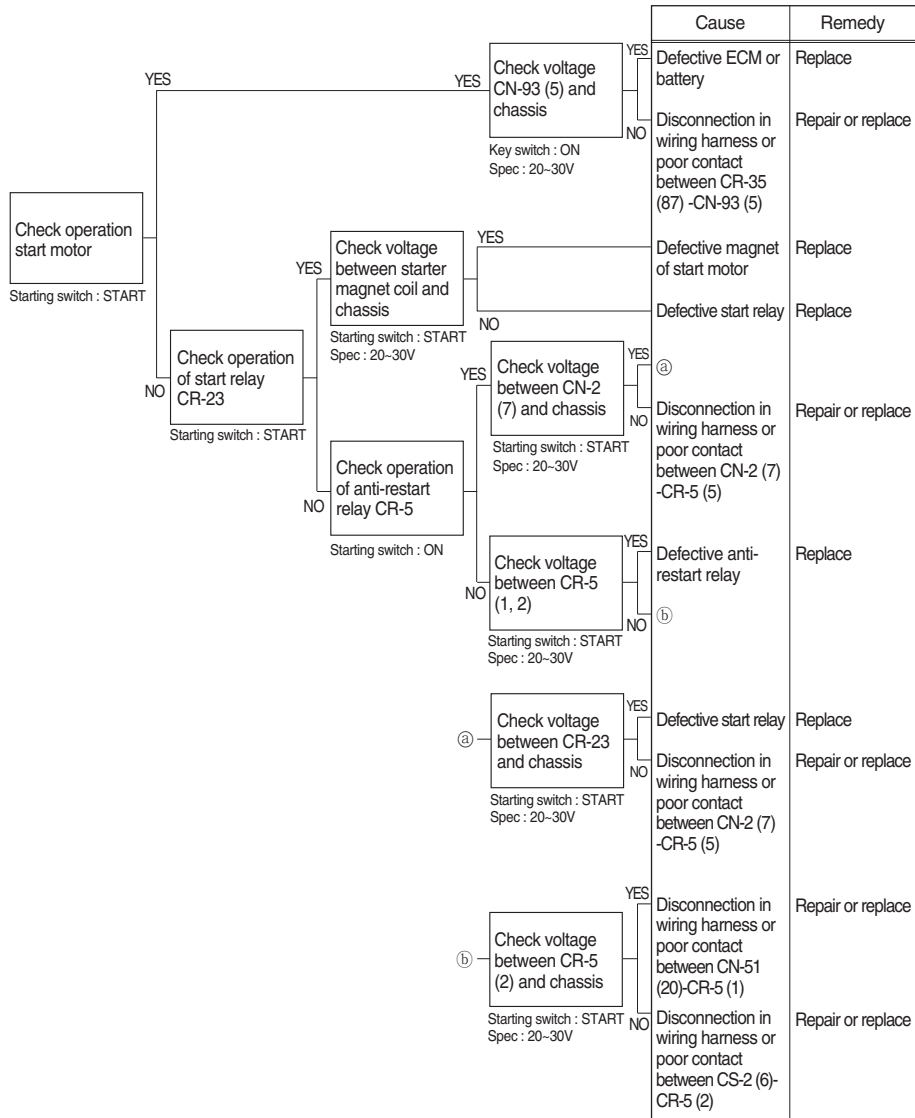 Cause
Remedy
YES
YES
Check voltage
CN-93 (5) and
chassis
Key switch : ON
Spec : 20~30V
YES
Defective ECM or
battery
Replace
NO
Disconnection in
wiring harness or
poor contact
between CR-35
(87) -CN-93 (5)
Repair or replace
Check operation
start motor
Starting switch : START
NO
Check operation
of start relay
CR-23
Starting switch : START
YES
Check voltage
between starter
magnet coil and
chassis
Starting switch : START
Spec : 20~30V
YES
Defective magnet
of start motor
Replace
NO
Defective start relay
Replace
NO
Check operation
of anti-restart
relay CR-5
Starting switch : ON
YES
Check voltage
between CN-2
(7) and chassis
Starting switch : START
Spec : 20~30V
YES
ⓐ
NO
Disconnection in
wiring harness or
poor contact
between CN-2 (7)
-CR-5 (5)
Repair or replace
NO
Check voltage
between CR-5
(1, 2)
Starting switch : START
Spec : 20~30V
YES
Defective anti-
restart relay
Replace
NO
ⓑ
ⓐ
Check voltage
between CR-23
and chassis
Starting switch : START
Spec : 20~30V
YES
Defective start relay
Replace
NO
Disconnection in
wiring harness or
poor contact
between CN-2 (7)
-CR-5 (5)
Repair or replace
ⓑ
Check voltage
between CR-5
(2) and chassis
Starting switch : START
Spec : 20~30V
YES
Disconnection in
wiring harness or
poor contact
between CN-51
(20)-CR-5 (1)
Repair or replace
NO
Disconnection in
wiring harness or
poor contact
between CS-2 (6)-
CR-5 (2)
Repair or replace